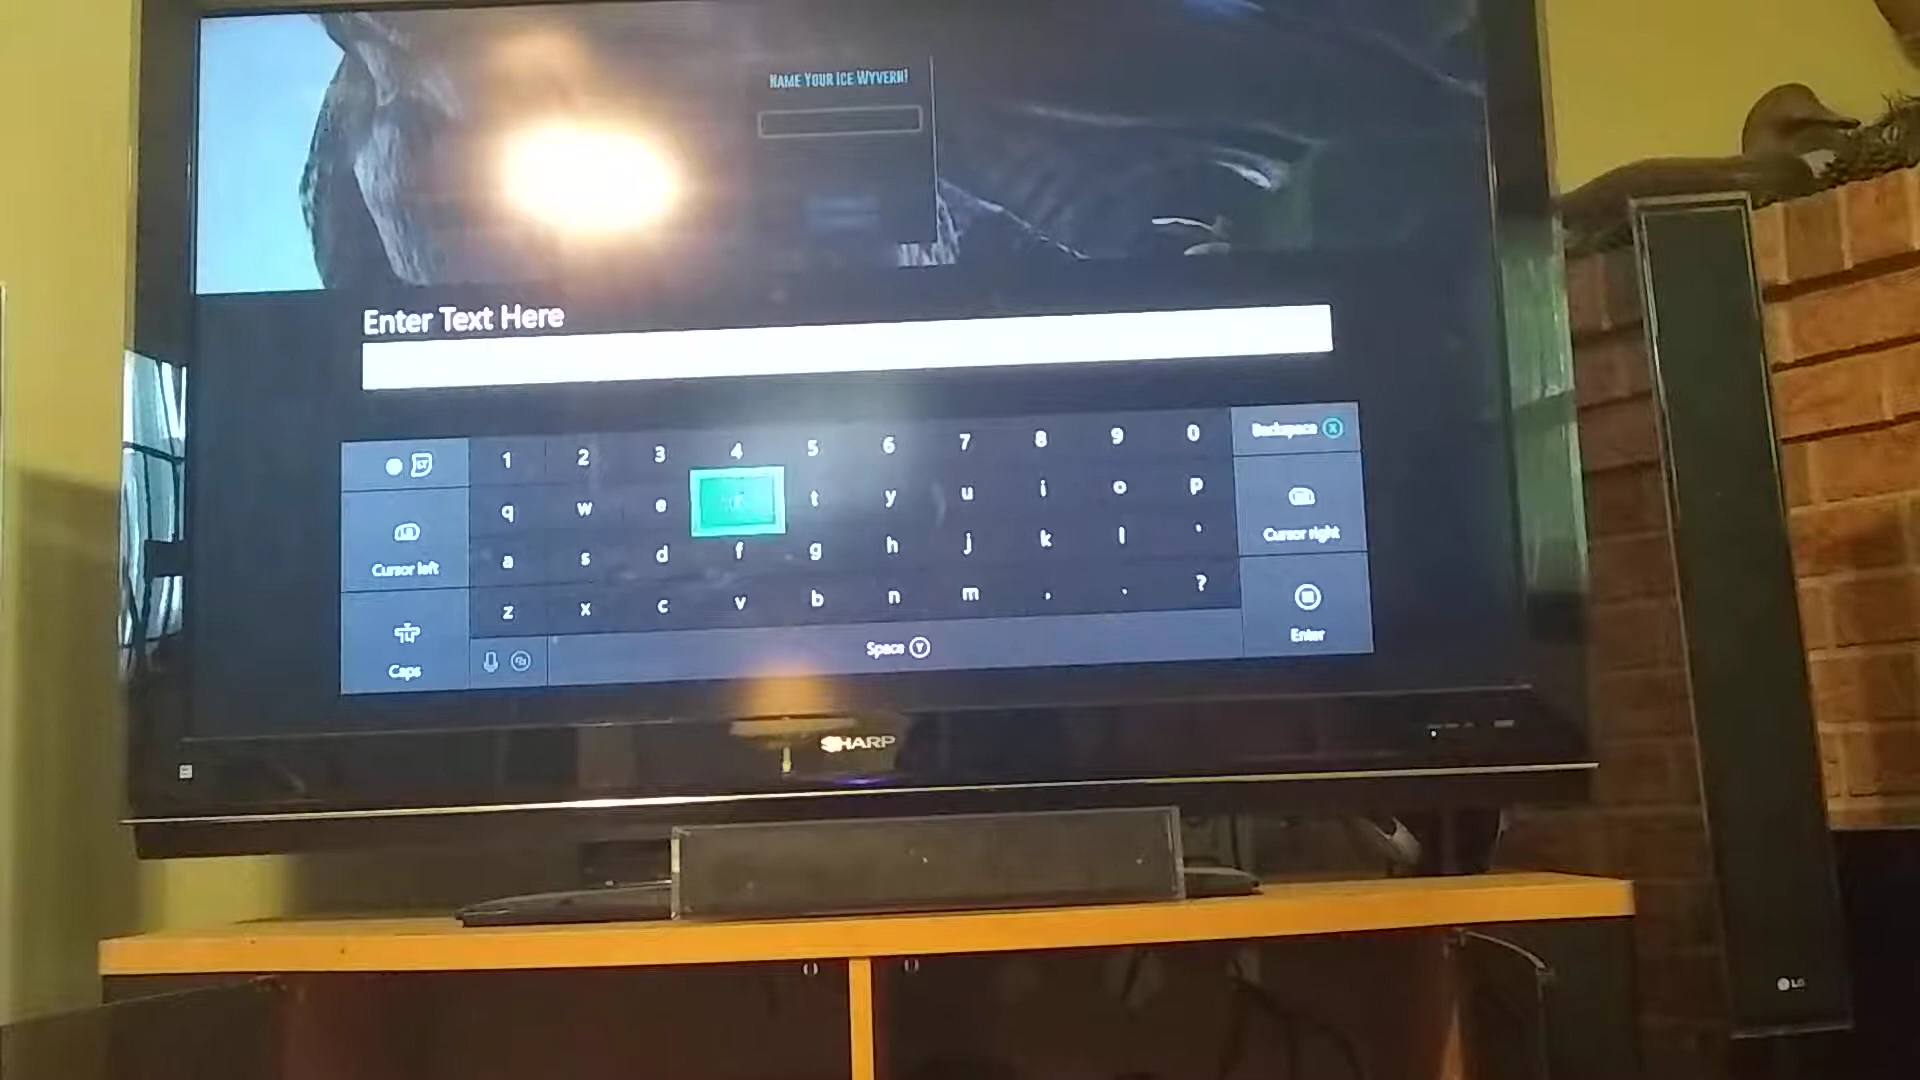 NAME YOUR ICE WYVERN!
Enter Text Here
1 2 3 4 5 6 7 8 9 0
Backspace X
q w e t y u i o p
Cursor left
a s d f g h j k l '
Cursor right
z x c v b n m , . ?
Caps
Space Y
Enter
SHARP
LG